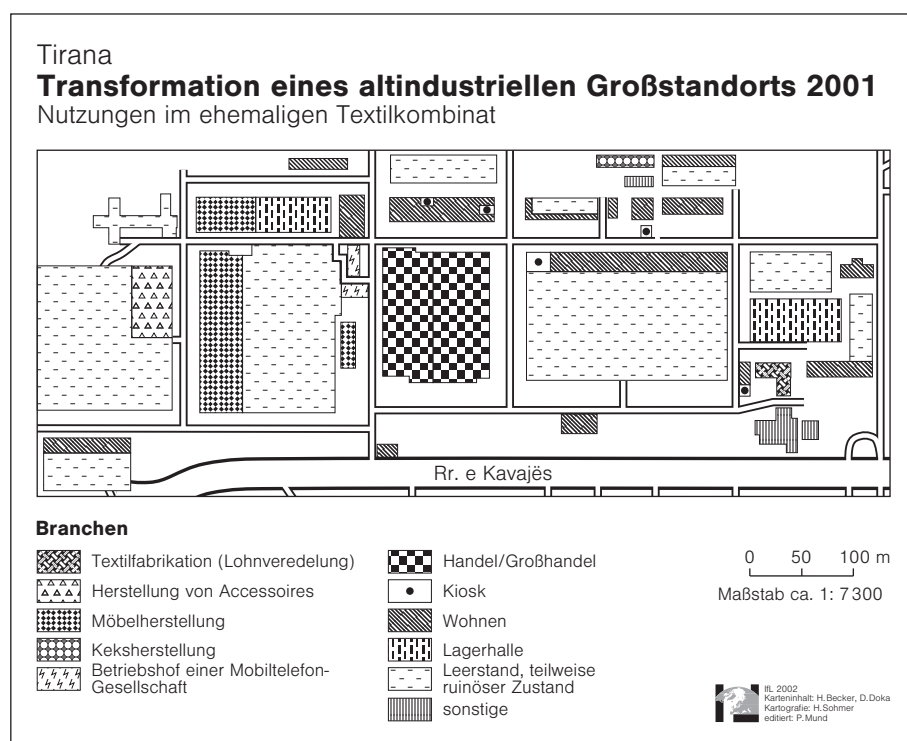 Tirana
Transformation eines altindustriellen Großstandorts 2001
Nutzungen im ehemaligen Textilkombinat
Rr. e Kavajës
Branchen
Textilfabrikation (Lohnveredelung)
Herstellung von Accessoires
Möbelherstellung
Keksherstellung
Betriebshof einer Mobiltelefon-
Gesellschaft
Handel/Großhandel
Kiosk
Wohnen
Lagerhalle
Leerstand, teilweise
ruinöser Zustand
sonstige
0 50 100 m
Maßstab ca. 1: 7300
IfL 2002
Karteninhalt: H.Becker, D.Doka
Kartografie: H.Sohmer
editiert: P.Mund